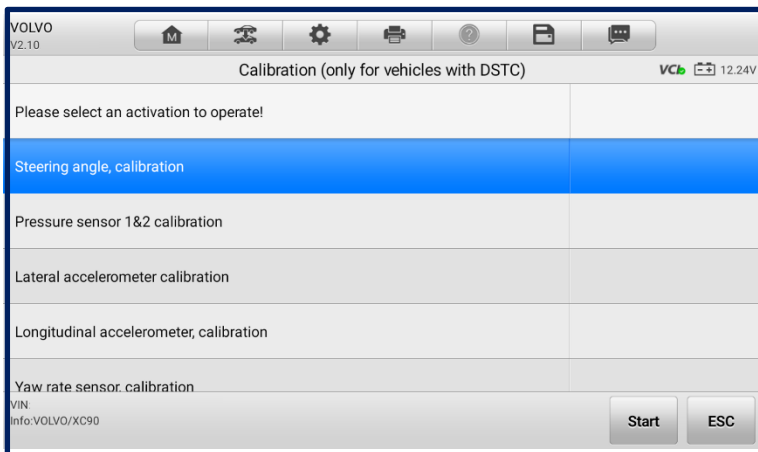 VOLVO
V2.10
M
?
Calibration (only for vehicles with DSTC)
VCb 12.24V
Please select an activation to operate!
Steering angle, calibration
Pressure sensor 1&2 calibration
Lateral accelerometer calibration
Longitudinal accelerometer, calibration
Yaw rate sensor, calibration
VIN:
Info:VOLVO/XC90
Start
ESC